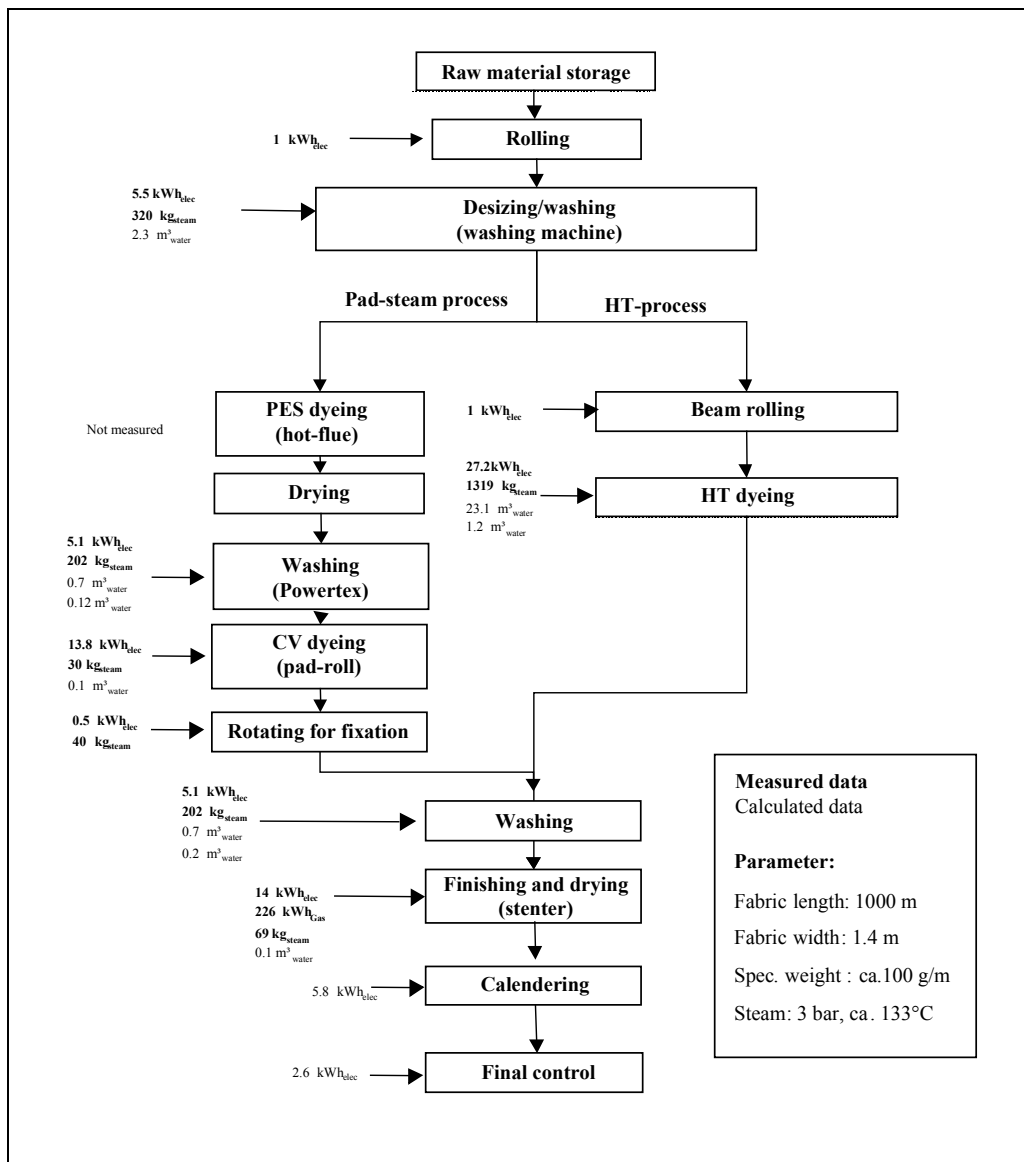 Raw material storage
1 kWhelec
Rolling
5.5 kWhelec
320 kgsteam
2.3 m³water
Desizing/washing
(washing machine)
Pad-steam process
HT-process
Not measured
PES dyeing
(hot-flue)
Drying
5.1 kWhelec
202 kgsteam
0.7 m³water
0.12 m³water
Washing
(Powertex)
13.8 kWhelec
30 kgsteam
0.1 m³water
CV dyeing
(pad-roll)
0.5 kWhelec
40 kgsteam
Rotating for fixation
1 kWhelec
Beam rolling
27.2kWhelec
1319 kgsteam
23.1 m³water
1.2 m³water
HT dyeing
5.1 kWhelec
202 kgsteam
0.7 m³water
0.2 m³water
Washing
14 kWhelec
226 kWhGas
69 kgsteam
0.1 m³water
Finishing and drying
(stenter)
5.8 kWhelec
Calendering
2.6 kWhelec
Final control
Measured data
Calculated data
Parameter:
Fabric length: 1000 m
Fabric width: 1.4 m
Spec. weight : ca.100 g/m
Steam: 3 bar, ca. 133°C